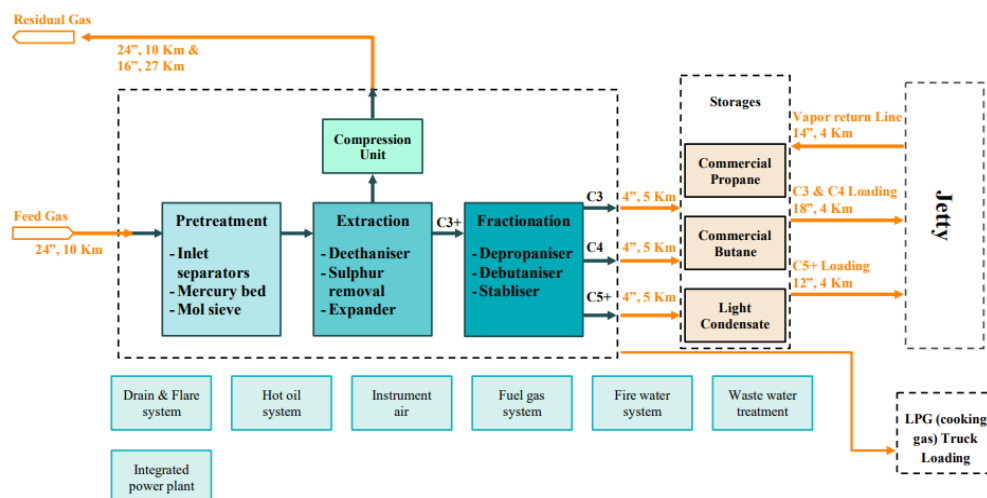 Residual Gas
24”, 10 Km &
16”, 27 Km
Compression
Unit
Feed Gas
24”, 10 Km
Pretreatment
- Inlet
separators
- Mercury bed
- Mol sieve
Extraction
- Deethaniser
- Sulphur
removal
- Expander
C3+
Fractionation
- Depropaniser
- Debutaniser
- Stabliser
C3
C4
C5+
4”, 5 Km
4”, 5 Km
4”, 5 Km
Storages
Commercial
Propane
Commercial
Butane
Light
Condensate
Vapor return Line
14”, 4 Km
C3 & C4 Loading
18”, 4 Km
C5+ Loading
12”, 4 Km
Jetty
Drain & Flare
system
Hot oil
system
Instrument
air
Fuel gas
system
Fire water
system
Waste water
treatment
LPG (cooking
gas) Truck
Loading
Integrated
power plant